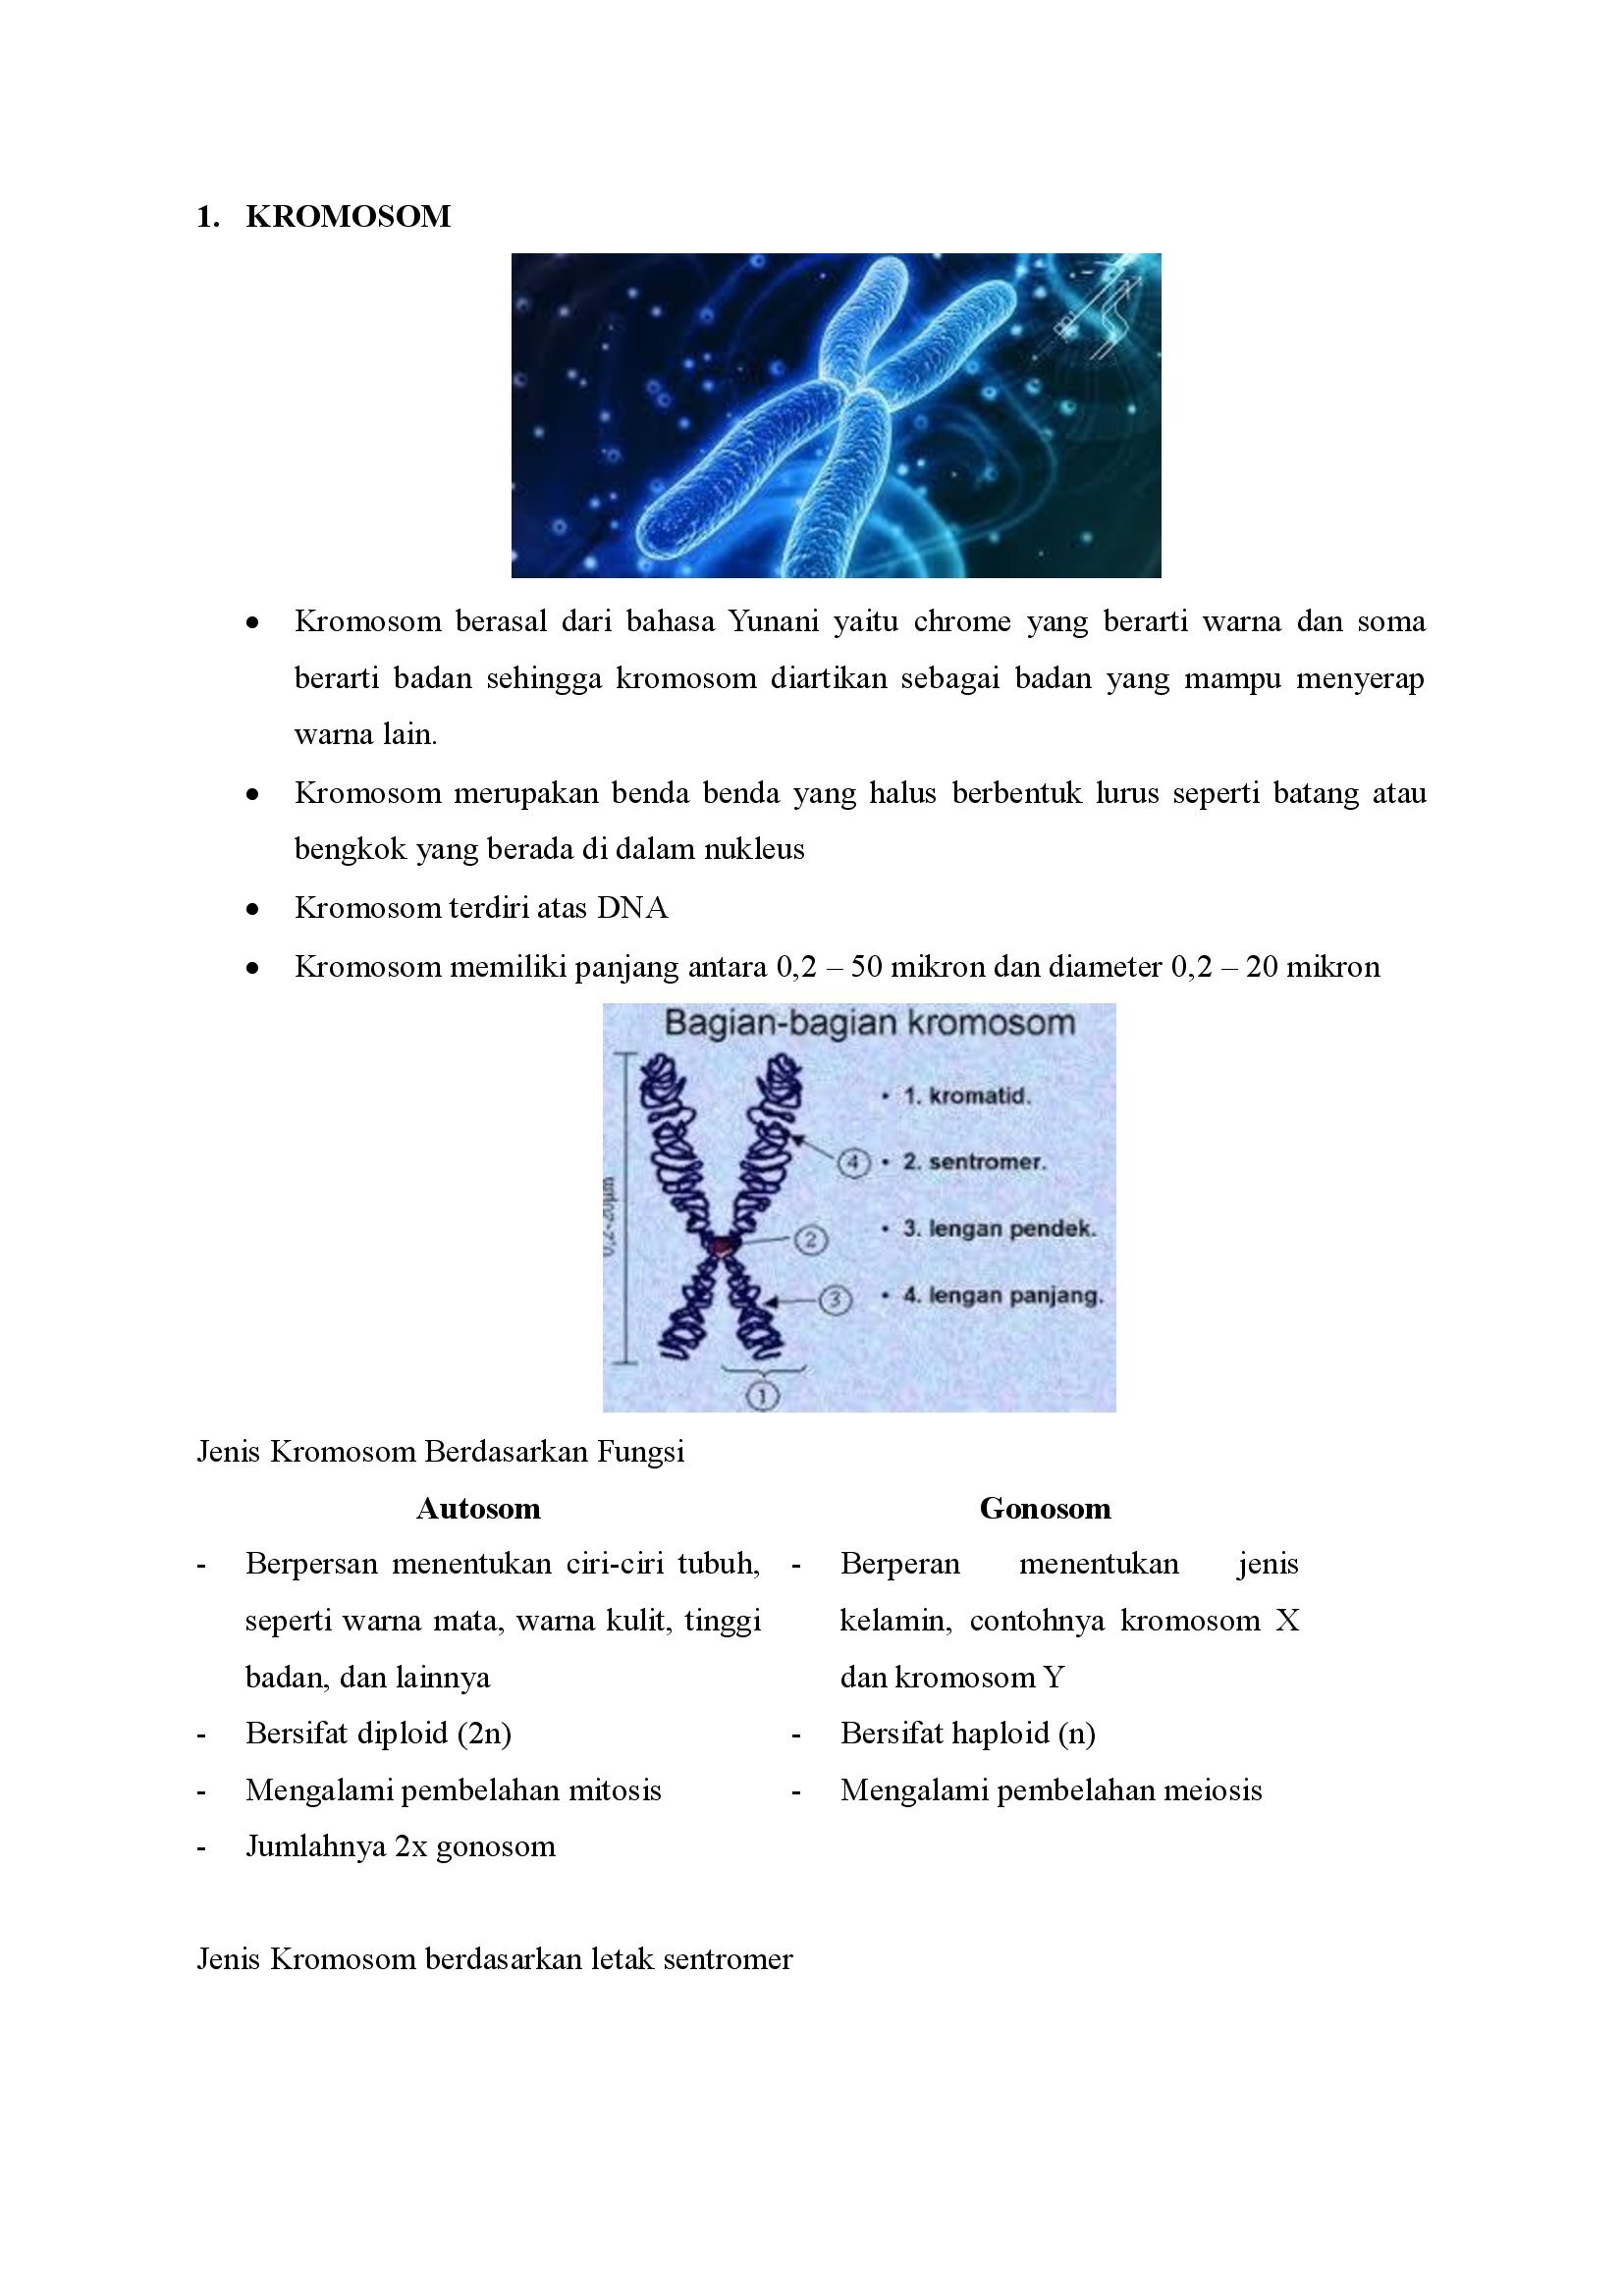 1. KROMOSOM
• Kromosom berasal dari bahasa Yunani yaitu chrome yang berarti warna dan soma
berarti badan sehingga kromosom diartikan sebagai badan yang mampu menyerap
warna lain.
• Kromosom merupakan benda benda yang halus berbentuk lurus seperti batang atau
bengkok yang berada di dalam nukleus
• Kromosom terdiri atas DNA
• Kromosom memiliki panjang antara 0,2 – 50 mikron dan diameter 0,2 – 20 mikron
Bagian-bagian kromosom
• 1. kromatid.
4 • 2. sentromer.
2
• 3. lengan pendek.
3 • 4. lengan panjang.
1
0,2-20µm
Jenis Kromosom Berdasarkan Fungsi
Autosom
- Berpersan menentukan ciri-ciri tubuh,
seperti warna mata, warna kulit, tinggi
badan, dan lainnya
- Bersifat diploid (2n)
- Mengalami pembelahan mitosis
- Jumlahnya 2x gonosom
Gonosom
- Berperan menentukan jenis
kelamin, contohnya kromosom X
dan kromosom Y
- Bersifat haploid (n)
- Mengalami pembelahan meiosis
Jenis Kromosom berdasarkan letak sentromer